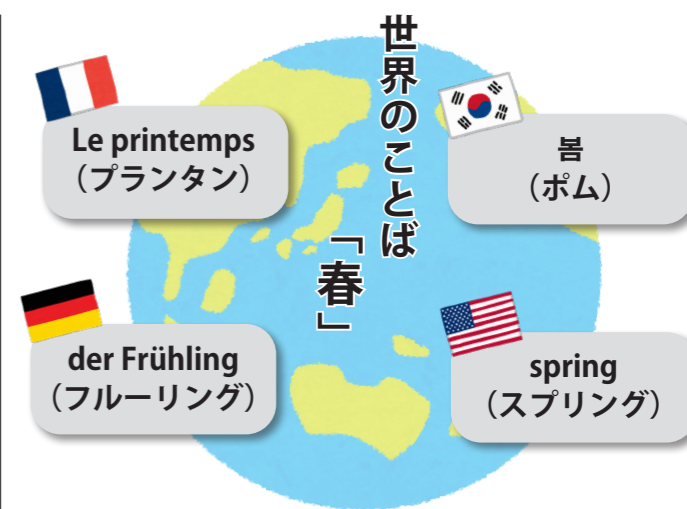 世界のことば
「春」
Le printemps
（プランタン）
봄
（ポム）
der Frühling
（フルーリング）
spring
（スプリング）